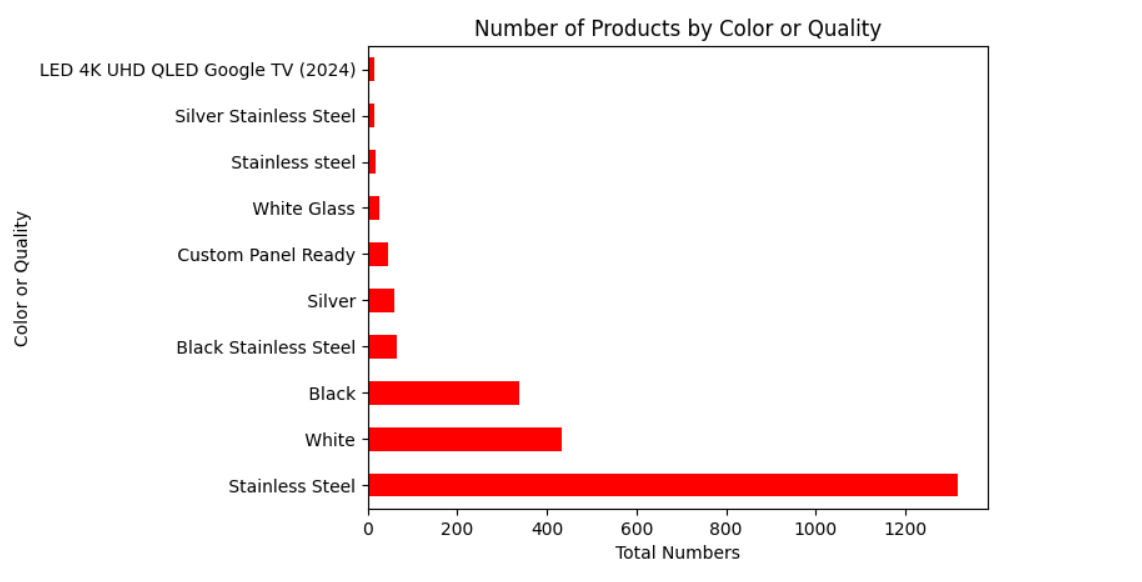 Number of Products by Color or Quality
LED 4K UHD QLED Google TV (2024)
Silver Stainless Steel
Stainless steel
White Glass
Custom Panel Ready
Silver
Black Stainless Steel
Black
White
Stainless Steel
Color or Quality
0 200 400 600 800 1000 1200
Total Numbers